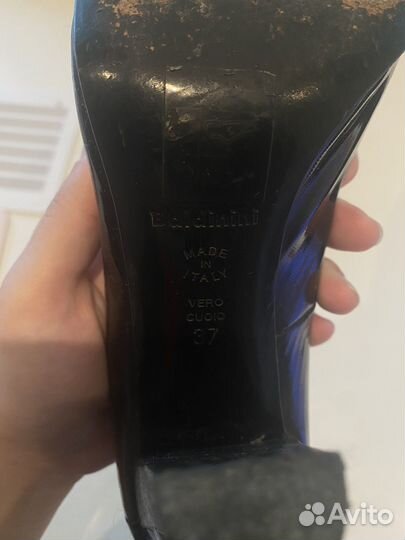 Baldinini
MADE
IN
ITALY
VERO
CUOIO
37
Avito